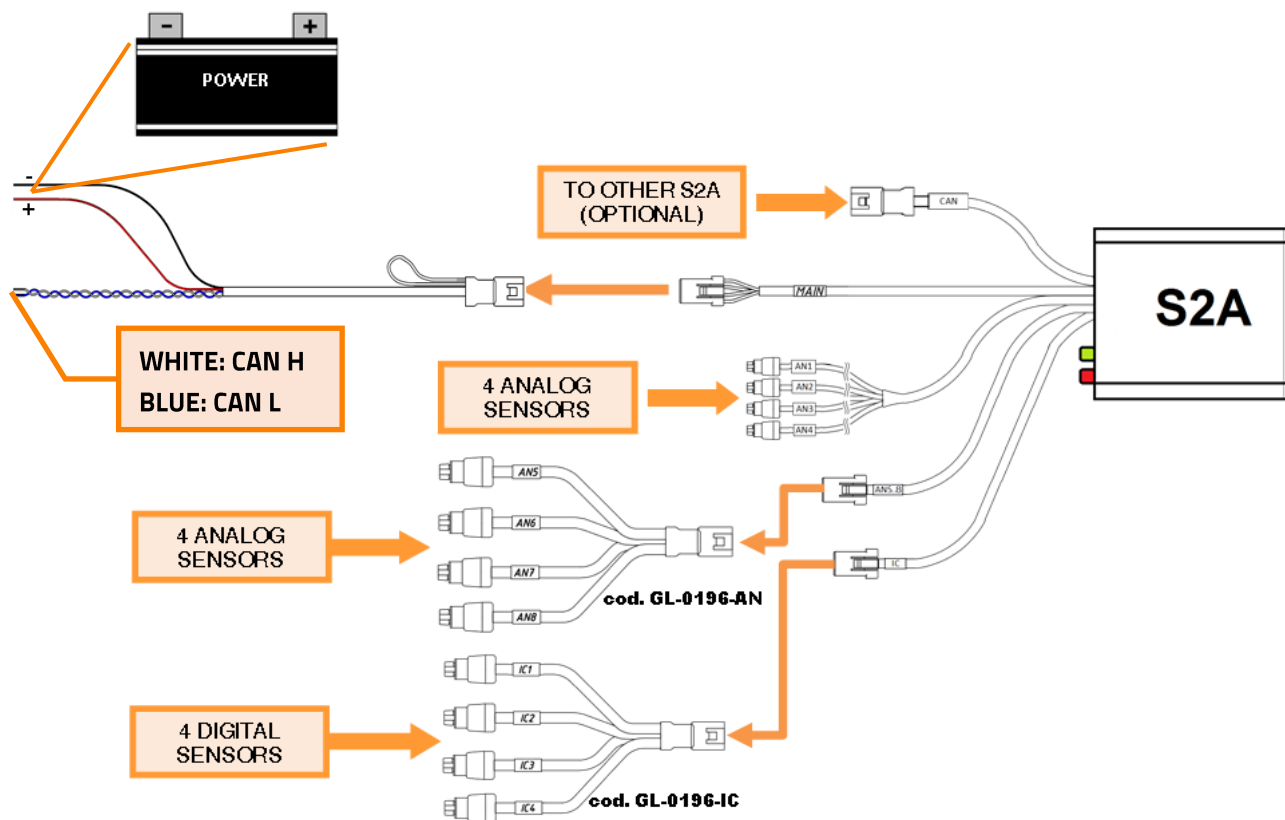 - +
POWER
-
+
TO OTHER S2A
(OPTIONAL)
CAN
MAIN
S2A
WHITE: CAN H
BLUE: CAN L
4 ANALOG
SENSORS
AN1
AN2
AN3
AN4
AN5
AN6
AN7
AN8
4 ANALOG
SENSORS
AN5..8
IC
cod. GL-0196-AN
IC1
IC2
IC3
IC4
4 DIGITAL
SENSORS
cod. GL-0196-IC